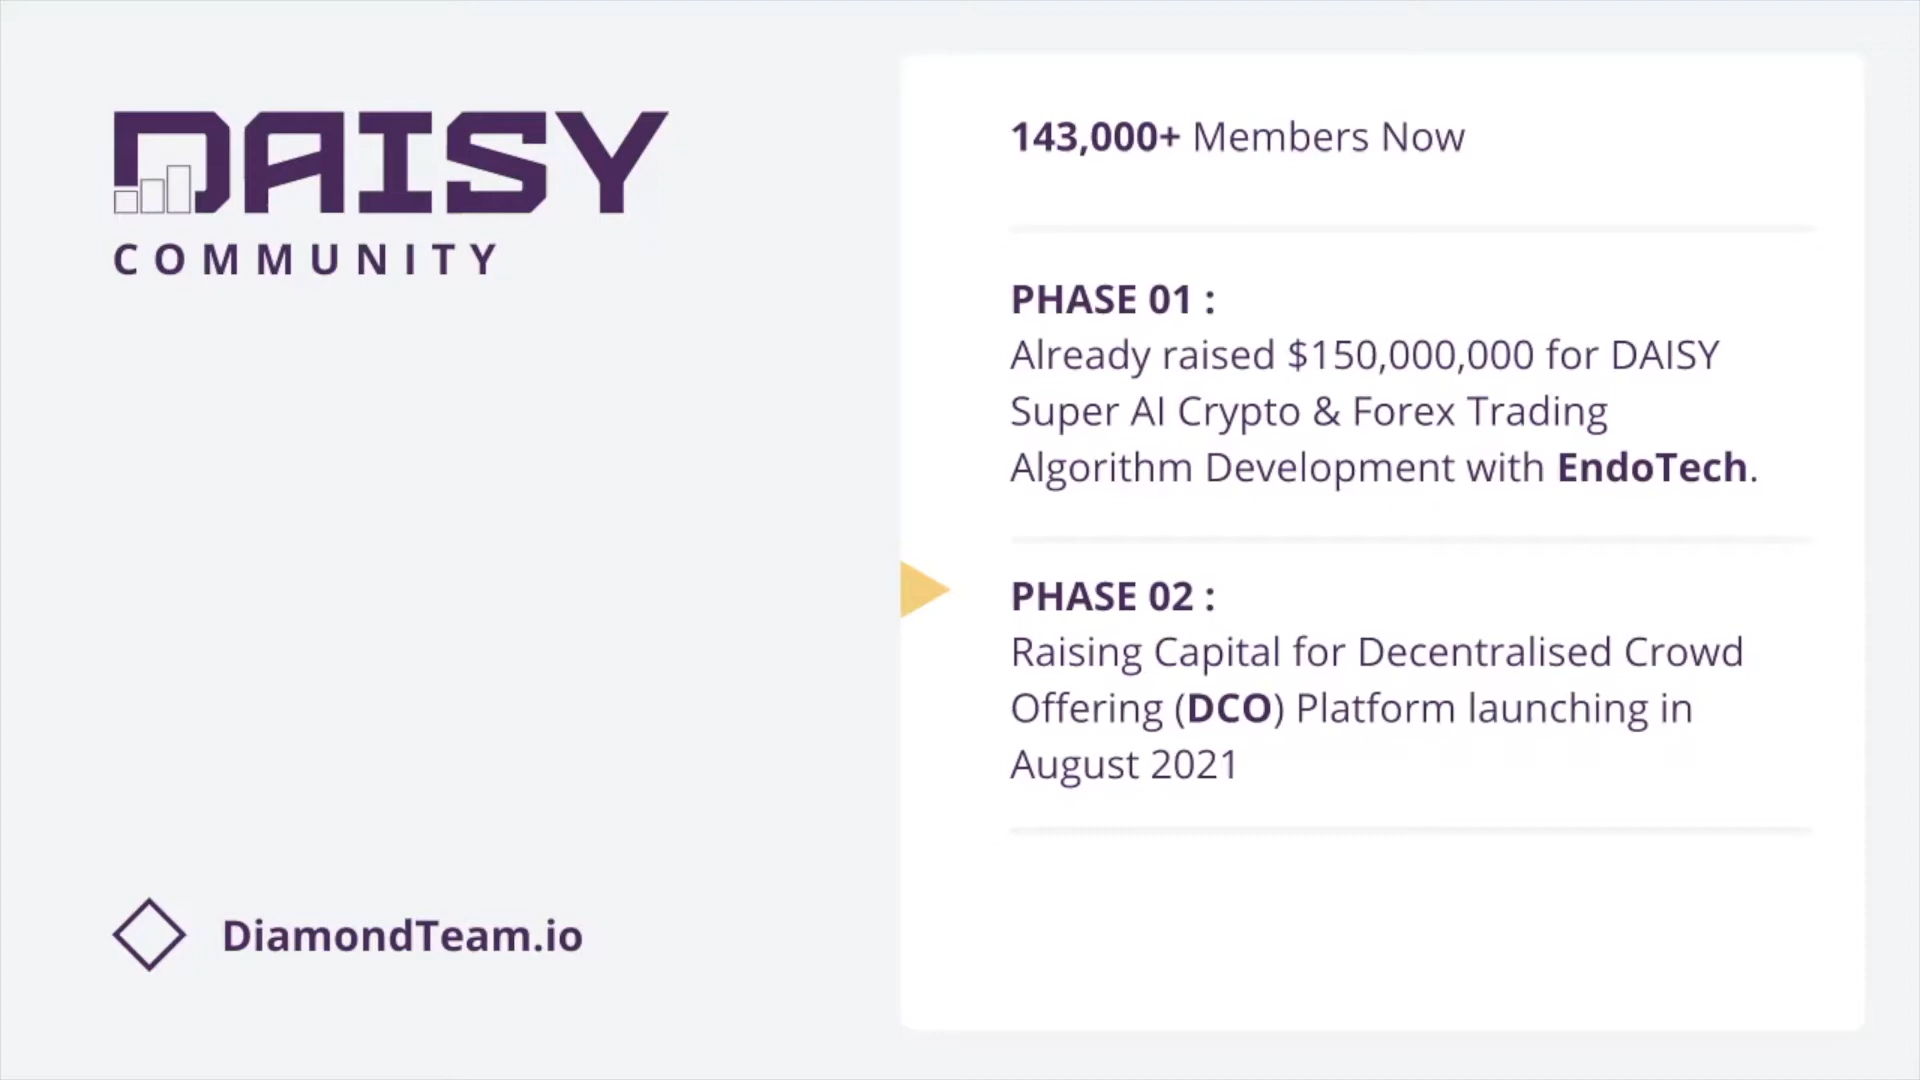 DAISY
COMMUNITY
DiamondTeam.io
143,000+ Members Now
PHASE 01 :
Already raised $150,000,000 for DAISY
Super AI Crypto & Forex Trading
Algorithm Development with EndoTech.
PHASE 02 :
Raising Capital for Decentralised Crowd
Offering (DCO) Platform launching in
August 2021